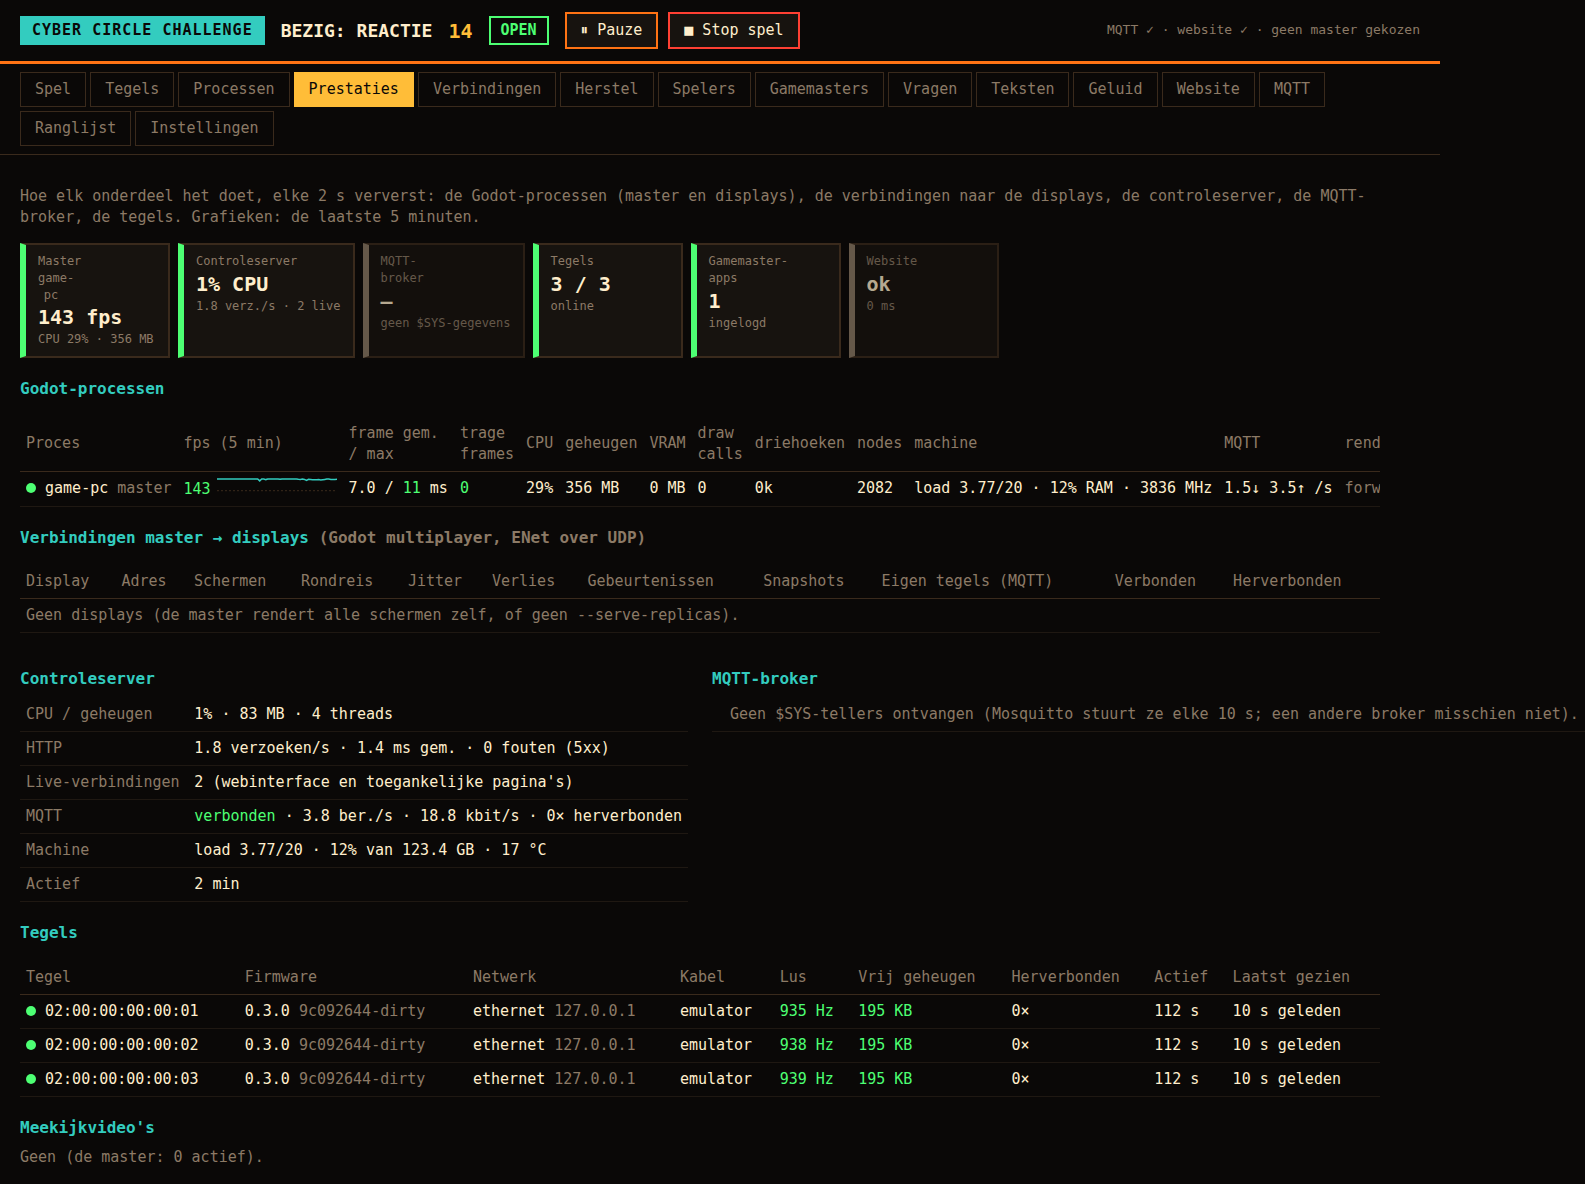 CYBER CIRCLE CHALLENGE BEZIG: REACTIE 14 OPEN ⏸ Pauze ■ Stop spel MQTT ✓ · website ✓ · geen master gekozen
Spel Tegels Processen Prestaties Verbindingen Herstel Spelers Gamemasters Vragen Teksten Geluid Website MQTT
Ranglijst Instellingen
Hoe elk onderdeel het doet, elke 2 s ververst: de Godot-processen (master en displays), de verbindingen naar de displays, de controleserver, de MQTT-
broker, de tegels. Grafieken: de laatste 5 minuten.
Master
game-
pc
143 fps
CPU 29% · 356 MB
Controleserver
1% CPU
1.8 verz./s · 2 live
MQTT-
broker
—
geen $SYS-gegevens
Tegels
3 / 3
online
Gamemaster-
apps
1
ingelogd
Website
ok
0 ms
Godot-processen
Proces fps (5 min) frame gem. / max trage frames CPU geheugen VRAM draw calls driehoeken nodes machine MQTT rend
game-pc master 143 7.0 / 11 ms 0 29% 356 MB 0 MB 0 0k 2082 load 3.77/20 · 12% RAM · 3836 MHz 1.5↓ 3.5↑ /s forw
Verbindingen master → displays (Godot multiplayer, ENet over UDP)
Display Adres Schermen Rondreis Jitter Verlies Gebeurtenissen Snapshots Eigen tegels (MQTT) Verbonden Herverbonden
Geen displays (de master rendert alle schermen zelf, of geen --serve-replicas).
Controleserver
CPU / geheugen 1% · 83 MB · 4 threads
HTTP 1.8 verzoeken/s · 1.4 ms gem. · 0 fouten (5xx)
Live-verbindingen 2 (webinterface en toegankelijke pagina's)
MQTT verbonden · 3.8 ber./s · 18.8 kbit/s · 0× herverbonden
Machine load 3.77/20 · 12% van 123.4 GB · 17 °C
Actief 2 min
MQTT-broker
Geen $SYS-tellers ontvangen (Mosquitto stuurt ze elke 10 s; een andere broker misschien niet).
Tegels
Tegel Firmware Netwerk Kabel Lus Vrij geheugen Herverbonden Actief Laatst gezien
02:00:00:00:00:01 0.3.0 9c092644-dirty ethernet 127.0.0.1 emulator 935 Hz 195 KB 0× 112 s 10 s geleden
02:00:00:00:00:02 0.3.0 9c092644-dirty ethernet 127.0.0.1 emulator 938 Hz 195 KB 0× 112 s 10 s geleden
02:00:00:00:00:03 0.3.0 9c092644-dirty ethernet 127.0.0.1 emulator 939 Hz 195 KB 0× 112 s 10 s geleden
Meekijkvideo's
Geen (de master: 0 actief).